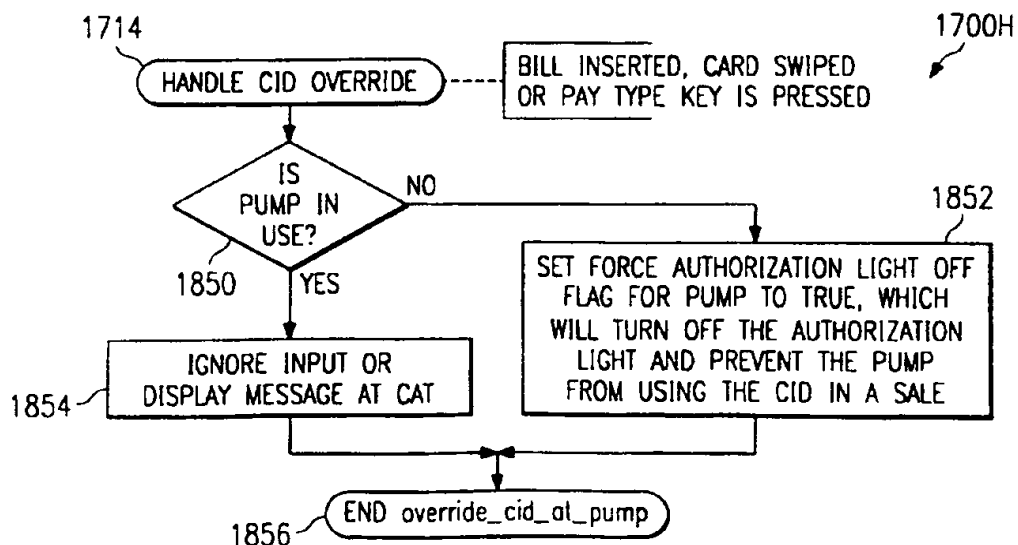 1714
1700H
HANDLE CID OVERRIDE
BILL INSERTED, CARD SWIPED
OR PAY TYPE KEY IS PRESSED
IS
PUMP IN
USE?
NO
1850
YES
1852
SET FORCE AUTHORIZATION LIGHT OFF
FLAG FOR PUMP TO TRUE, WHICH
WILL TURN OFF THE AUTHORIZATION
LIGHT AND PREVENT THE PUMP
FROM USING THE CID IN A SALE
IGNORE INPUT OR
DISPLAY MESSAGE AT CAT
1854
END override_cid_at_pump
1856